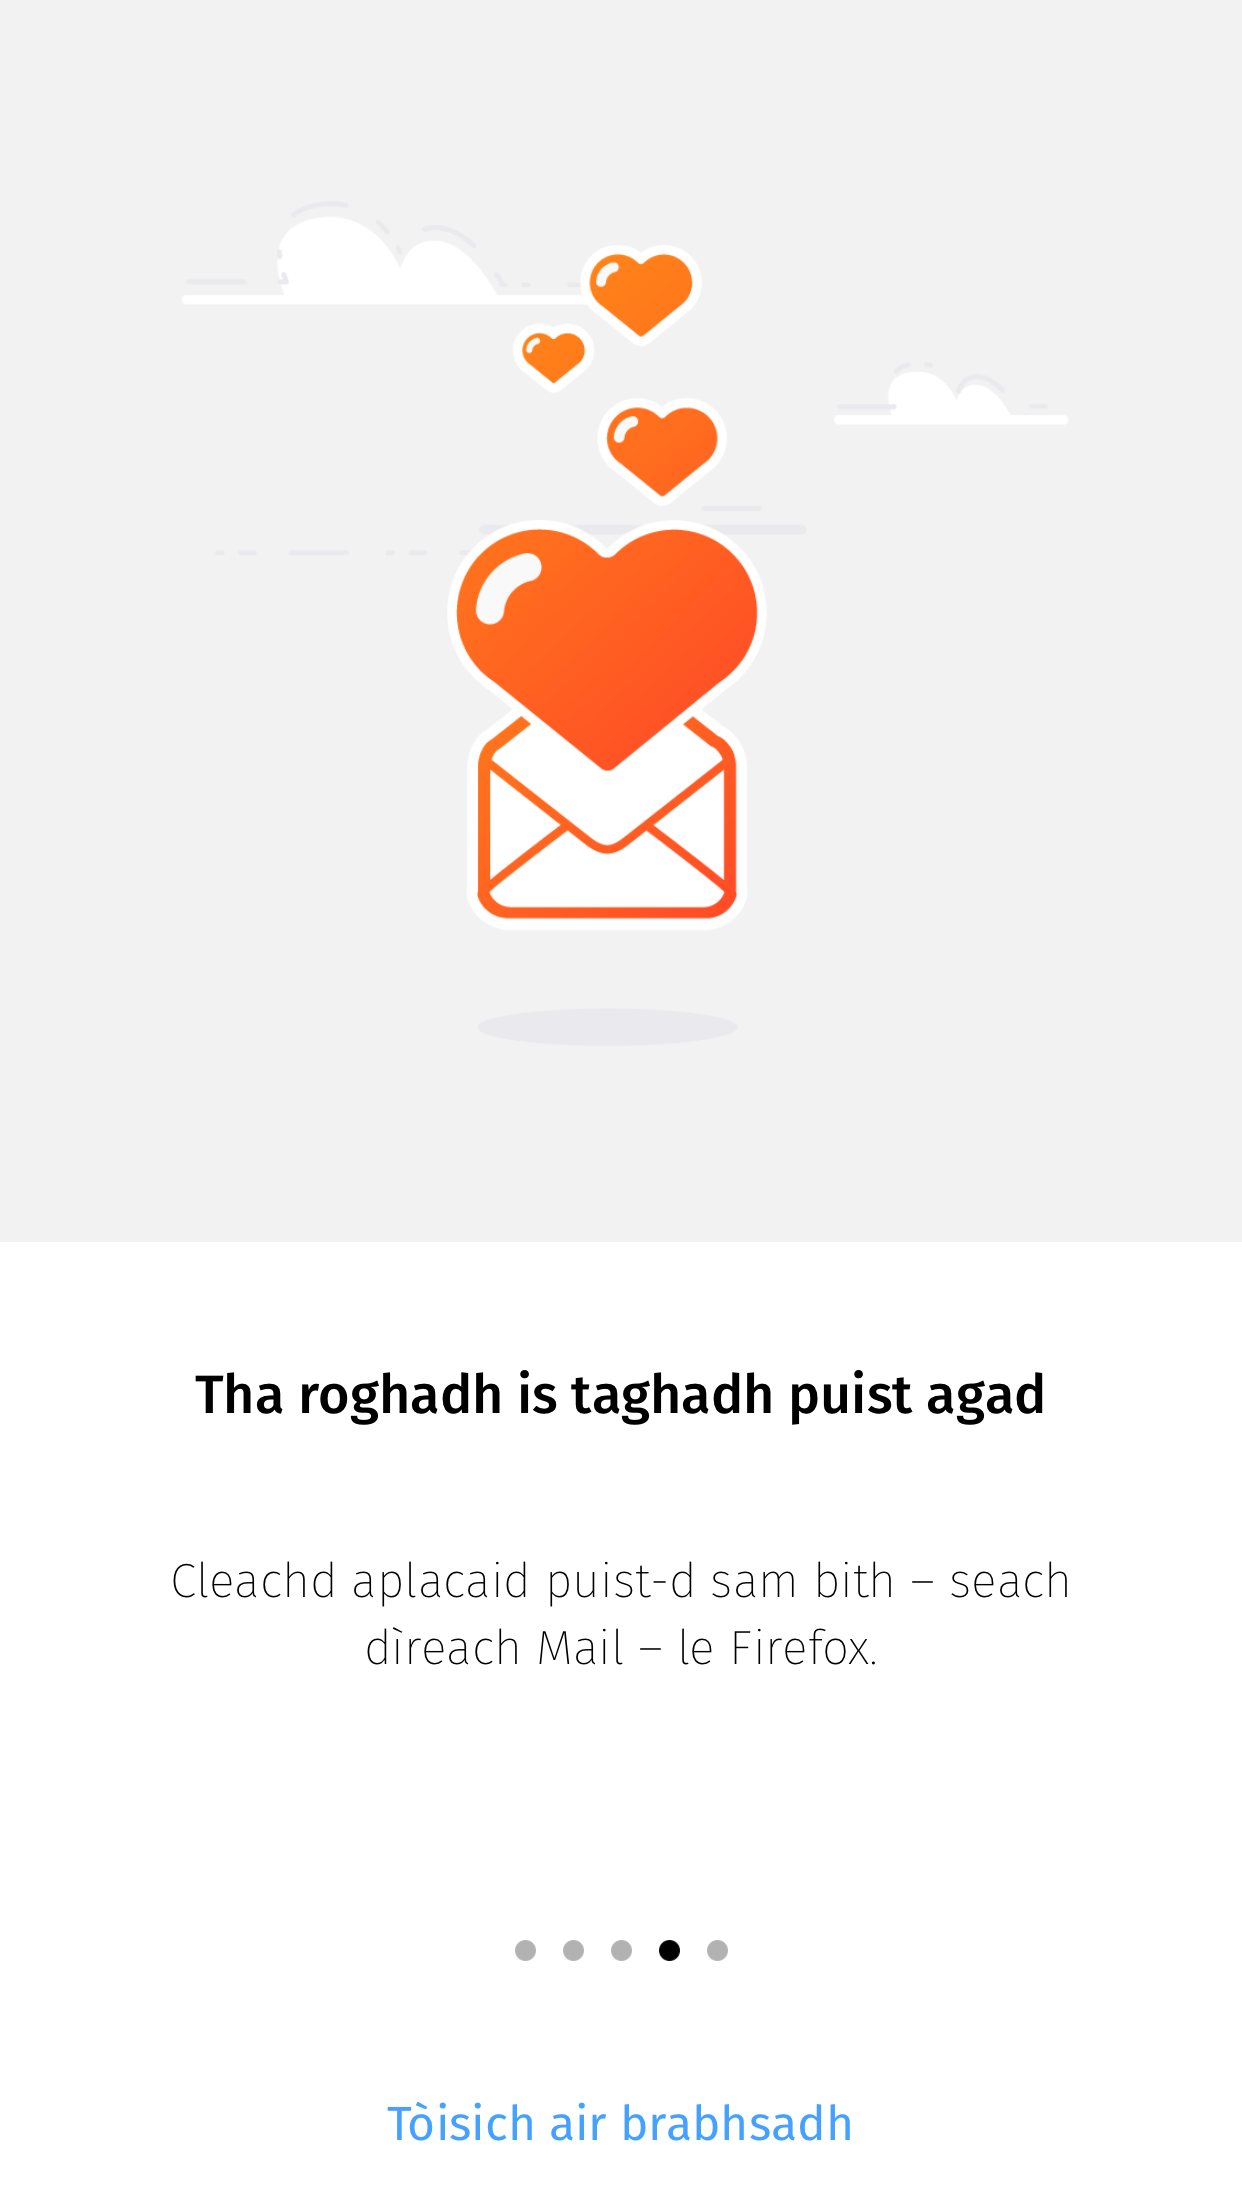 Tha roghadh is taghadh puist agad
Cleachd aplacaid puist-d sam bith – seach
dìreach Mail – le Firefox.
Tòisich air brabhsadh